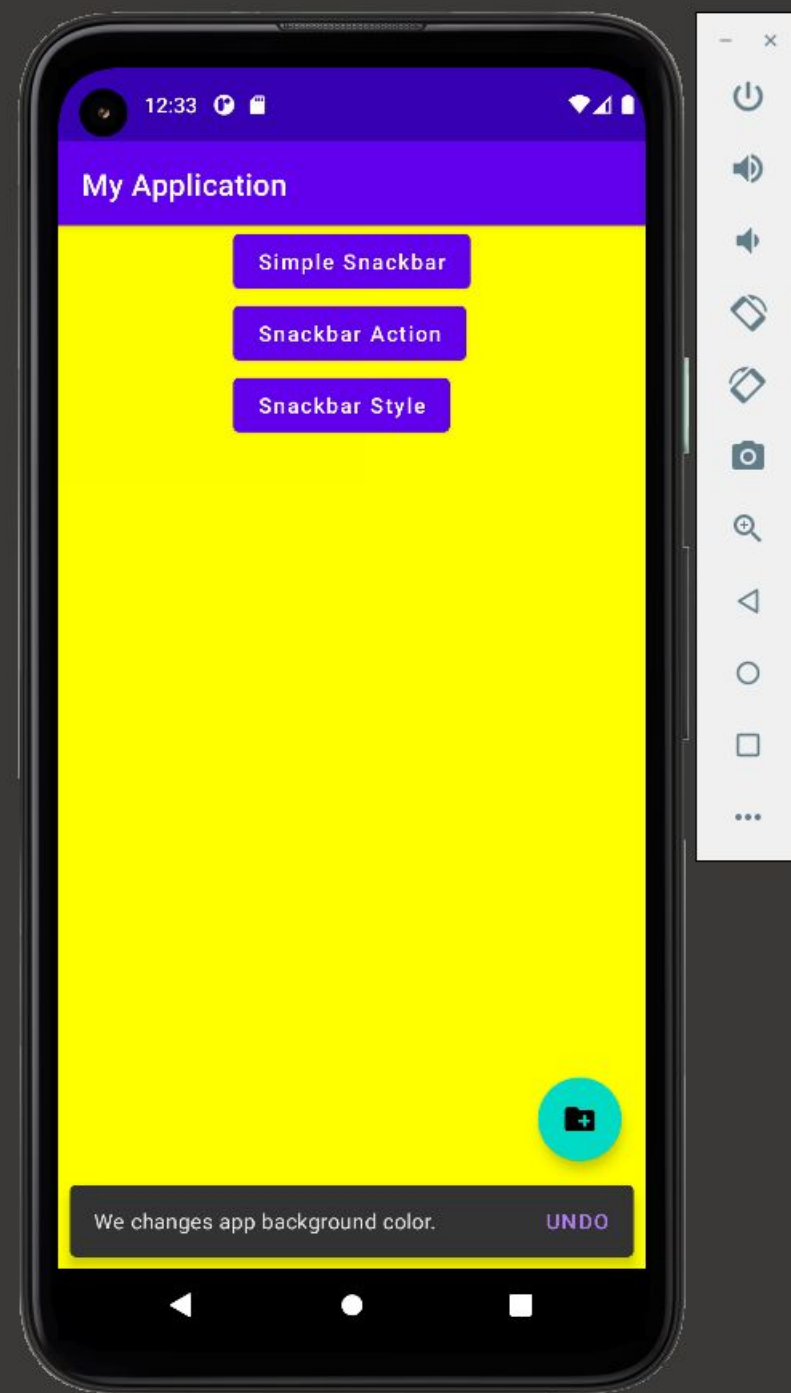 12:33
My Application
Simple Snackbar
Snackbar Action
Snackbar Style
We changes app background color. UNDO